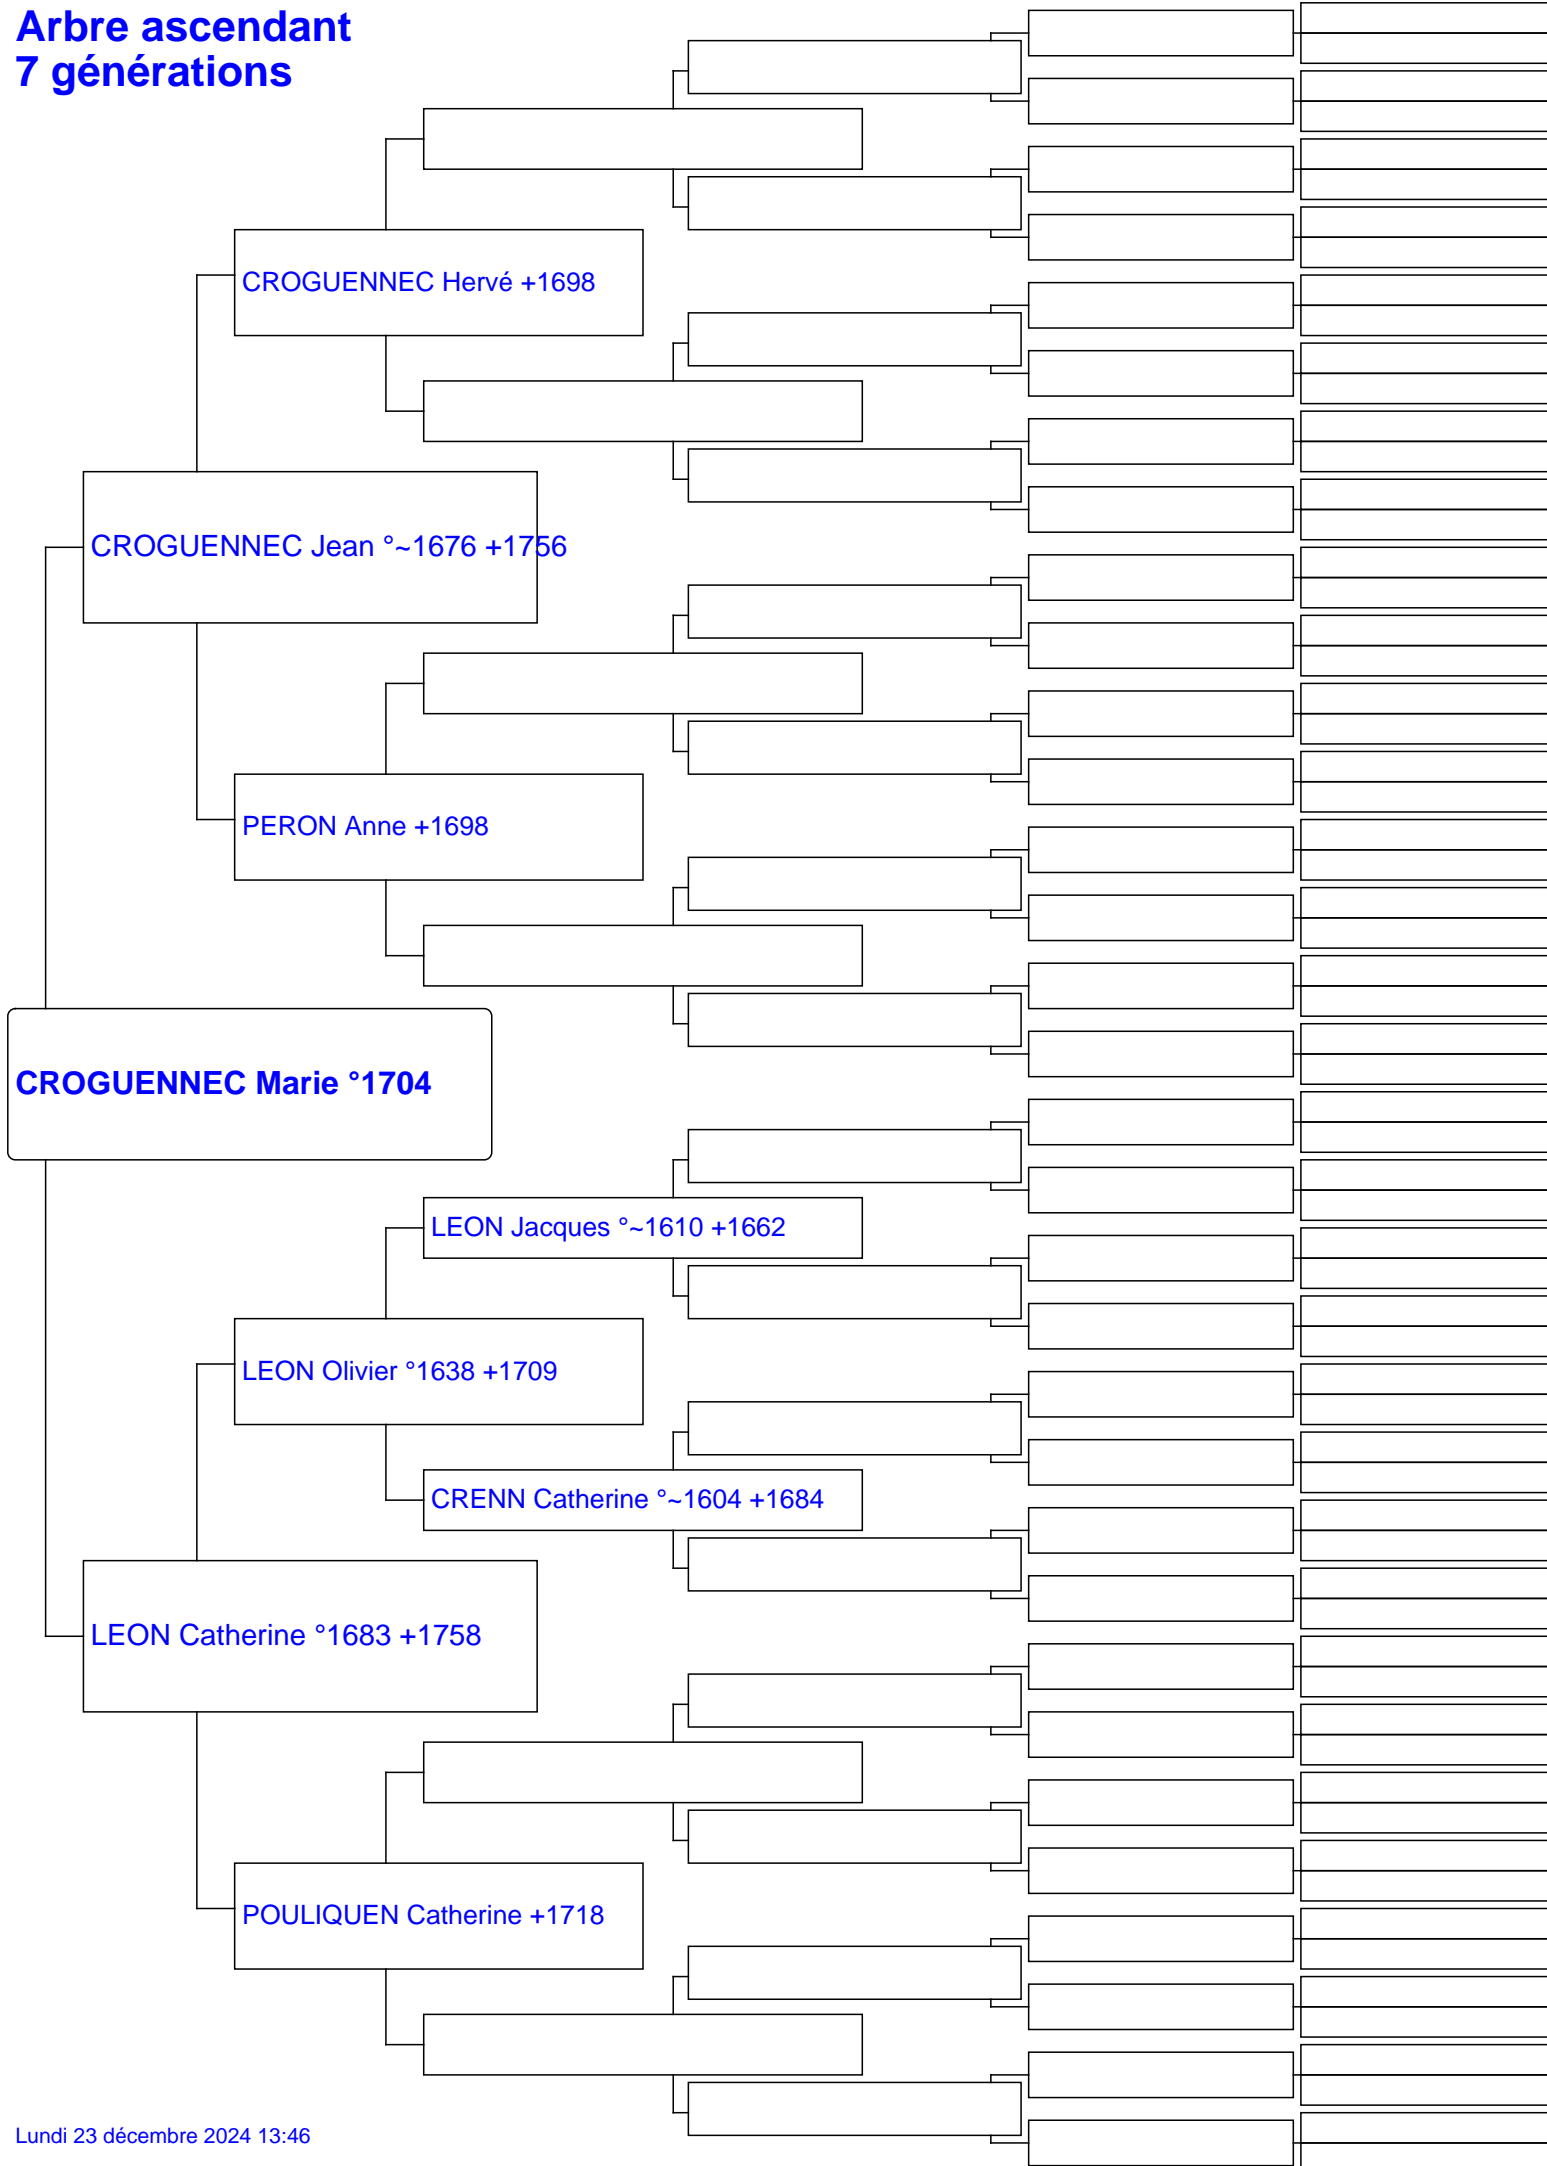 Arbre ascendant
7 générations
CROGUENNEC Hervé +1698
CROGUENNEC Jean °~1676 +1756
PERON Anne +1698
CROGUENNEC Marie °1704
LEON Jacques °~1610 +1662
LEON Olivier °1638 +1709
CRENN Catherine °~1604 +1684
LEON Catherine °1683 +1758
POULIQUEN Catherine +1718
Lundi 23 décembre 2024 13:46